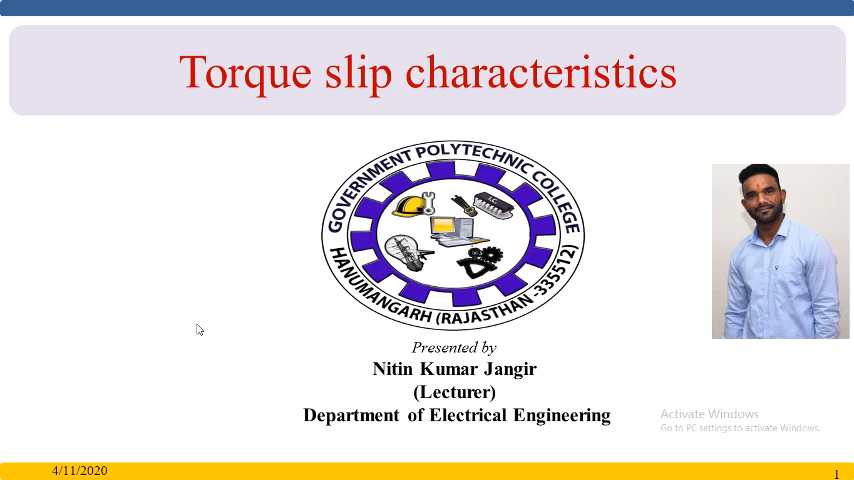 Torque slip characteristics
GOVERNMENT POLYTECHNIC COLLEGE
I.C
HANUMANGARH (RAJASTHAN -335512)
Presented by
Nitin Kumar Jangir
(Lecturer)
Department of Electrical Engineering
Activate Windows
Go to PC settings to activate Windows.
4/11/2020
1